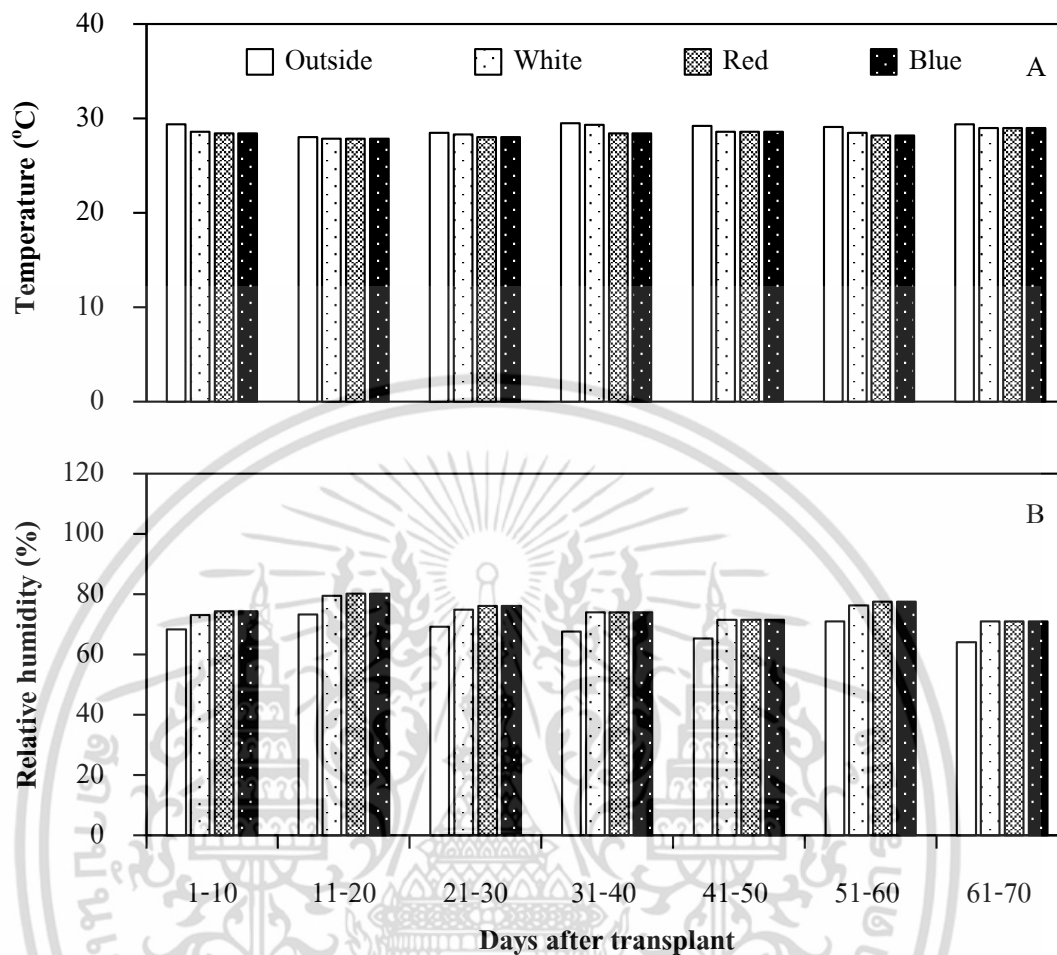 40
Outside White Red Blue A
30
20
10
0
Temperature (⁰C)
120
B
100
80
60
40
20
0
Relative humidity (%)
1-10 11-20 21-30 31-40 41-50 51-60 61-70
Days after transplant